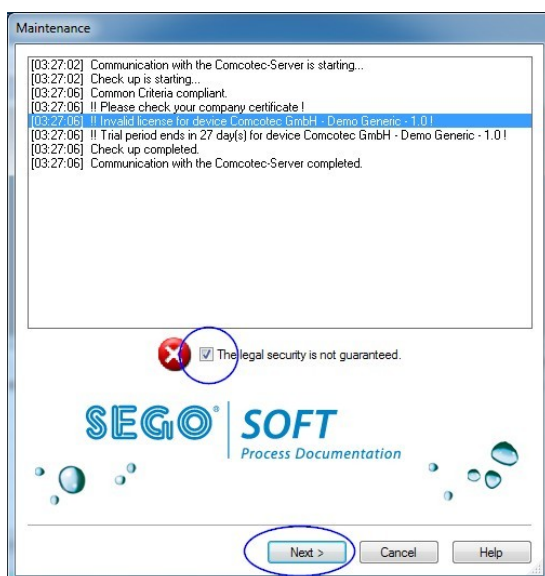 Maintenance
[03:27:02] Communication with the Comcotec-Server is starting...
[03:27:02] Check up is starting...
[03:27:06] Common Criteria compliant.
[03:27:06] !! Please check your company certificate !
[03:27:06] !! Invalid license for device Comcotec GmbH - Demo Generic - 1.0 !
[03:27:06] !! Trial period ends in 27 day(s) for device Comcotec GmbH - Demo Generic - 1.0 !
[03:27:06] Check up completed.
[03:27:06] Communication with the Comcotec-Server completed.
The legal security is not guaranteed.
SEGO® SOFT
Process Documentation
Next > Cancel Help